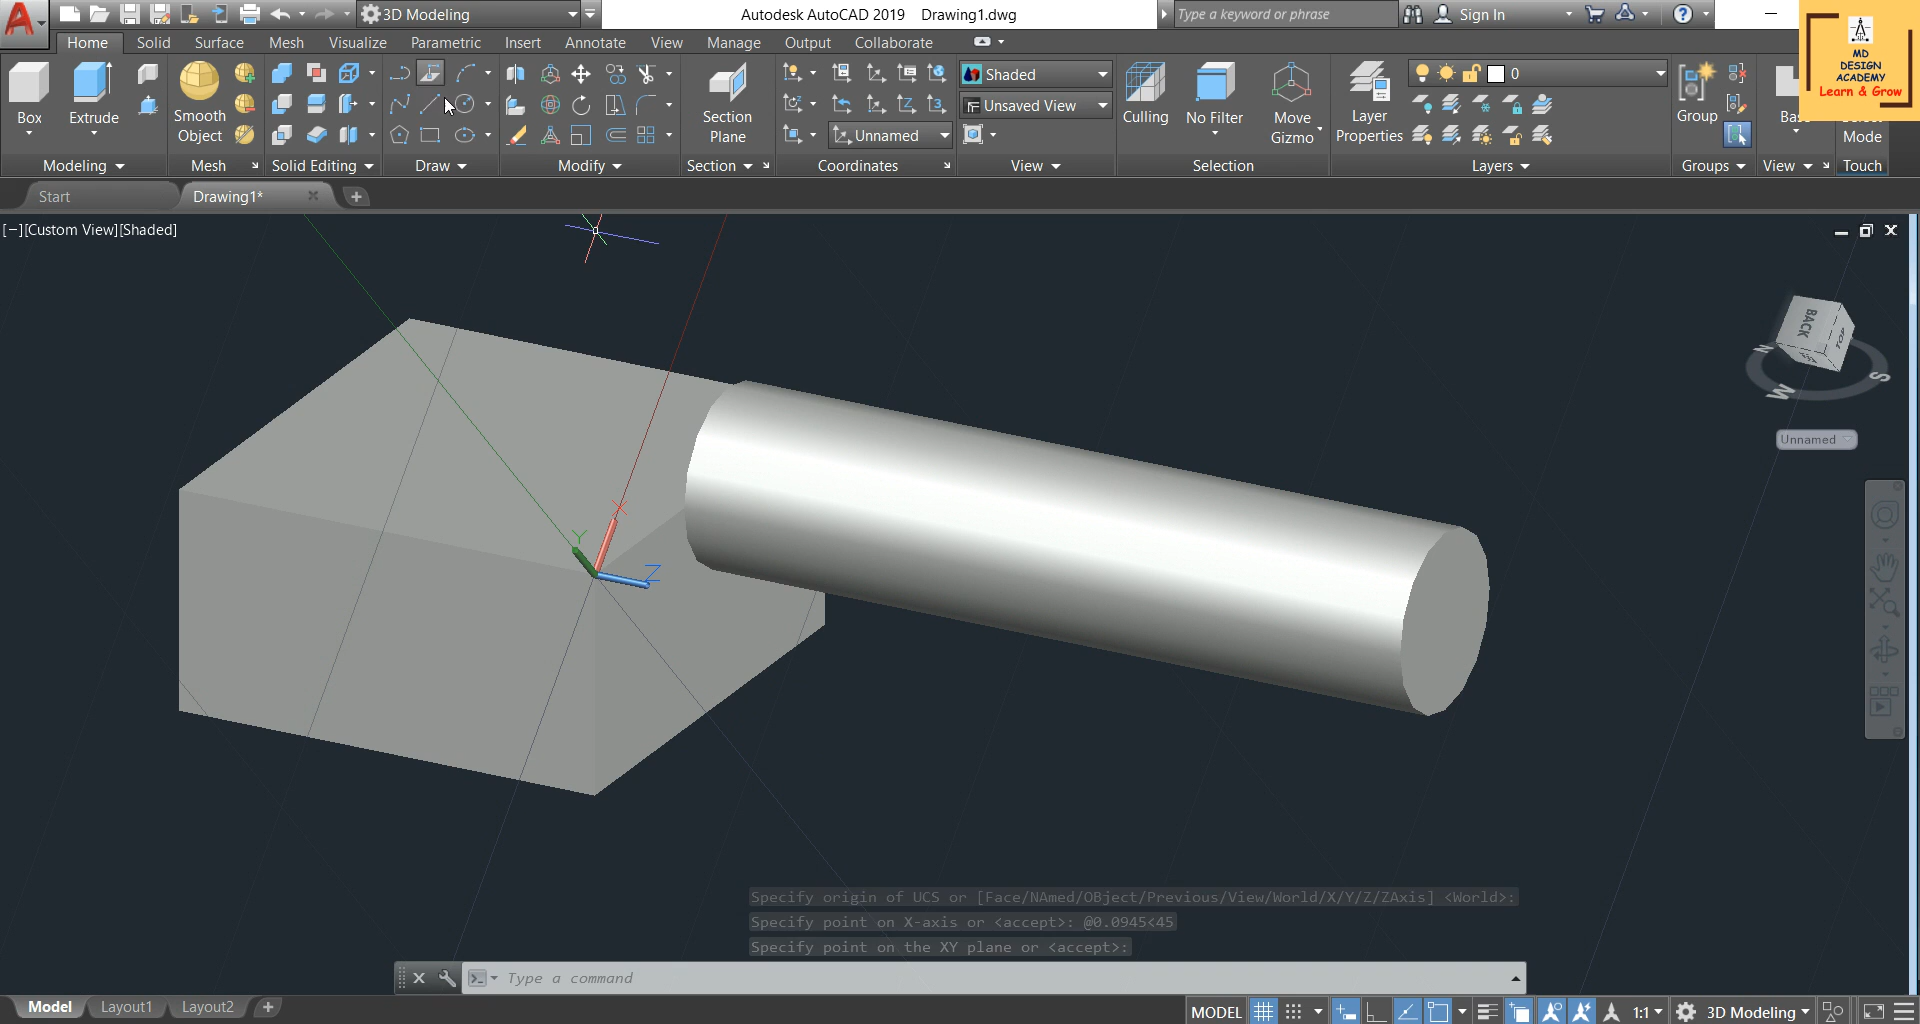 3D Modeling
Autodesk AutoCAD 2019 Drawing1.dwg
Type a keyword or phrase
Sign In
MD
DESIGN
ACADEMY
Learn & Grow
Home Solid Surface Mesh Visualize Parametric Insert Annotate View Manage Output Collaborate
Box
Extrude
Smooth
Object
Section
Plane
Unnamed
Shaded
Unsaved View
Culling
No Filter
Move
Gizmo
Layer
Properties
0
Group
Mode
Modeling
Mesh
Solid Editing
Draw
Modify
Section
Coordinates
View
Selection
Layers
Groups
View
Touch
Start
Drawing1*
[−][Custom View][Shaded]
BACK
TOP
N
W
S
Unnamed
X
Y
Z
Specify origin of UCS or [Face/NAmed/OBject/Previous/View/World/X/Y/Z/ZAxis] <World>:
Specify point on X-axis or <accept>: @0.0945<45
Specify point on the XY plane or <accept>:
Type a command
Model Layout1 Layout2
MODEL
1:1
3D Modeling